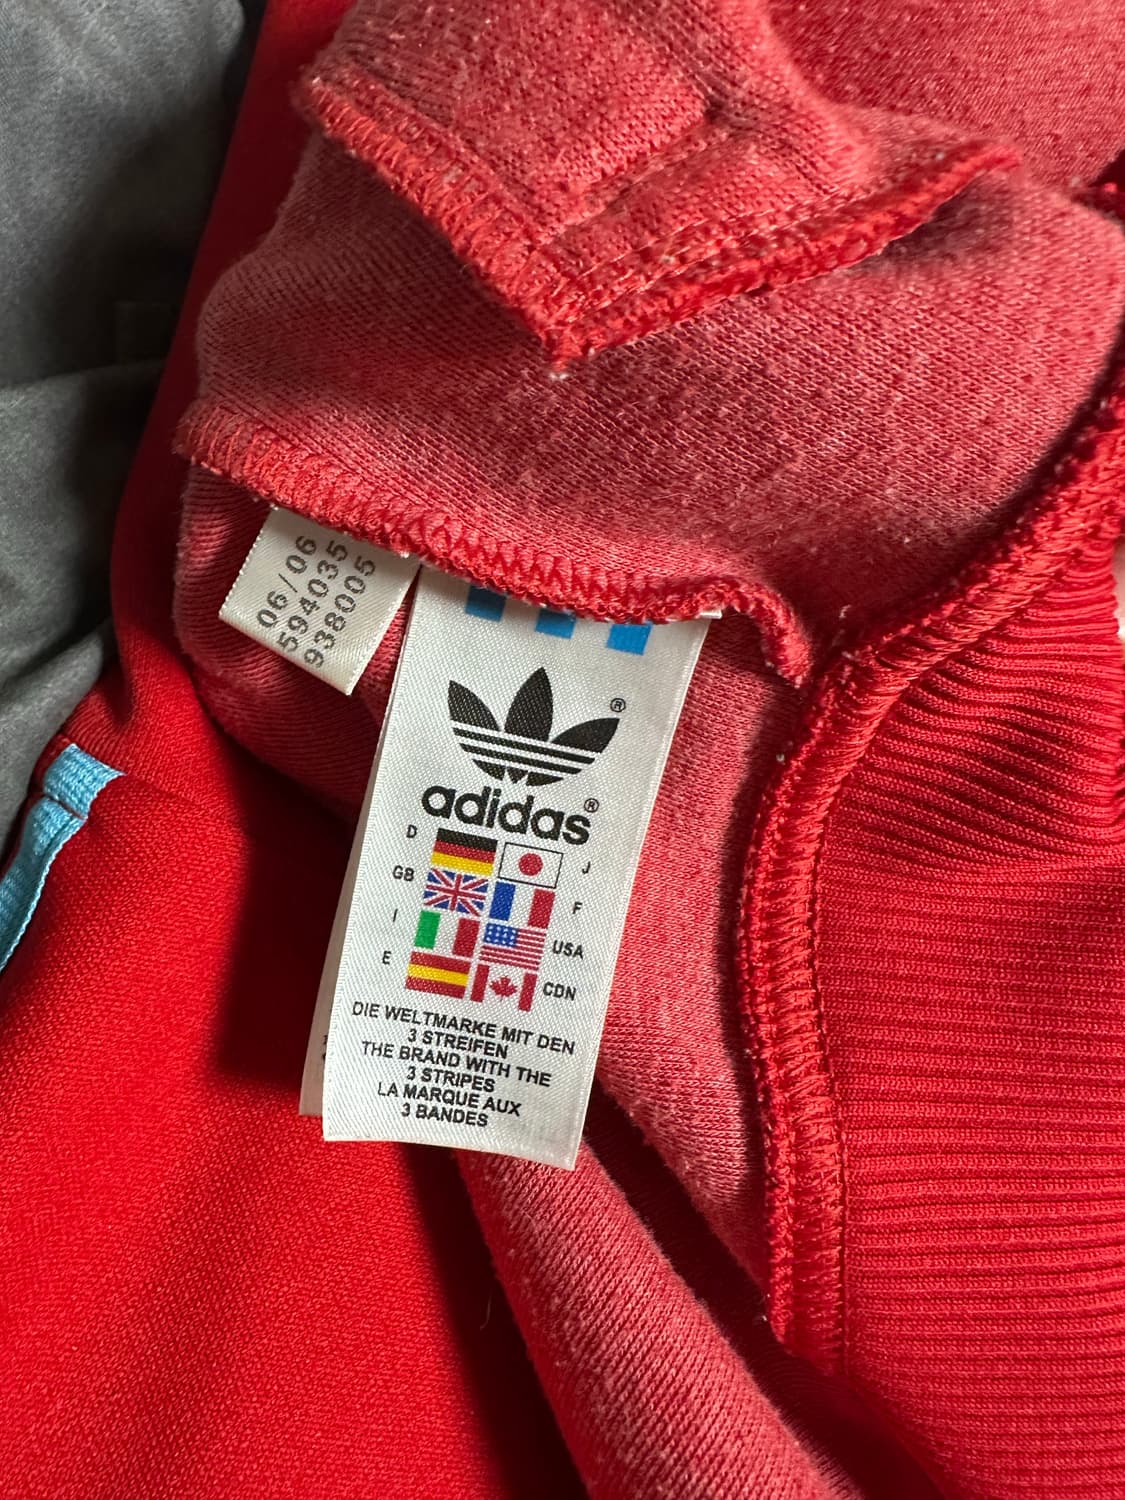 06/06
594035
938005
®
adidas®
D
J
GB
F
I
USA
E
CDN
DIE WELTMARKE MIT DEN
3 STREIFEN
THE BRAND WITH THE
3 STRIPES
LA MARQUE AUX
3 BANDES